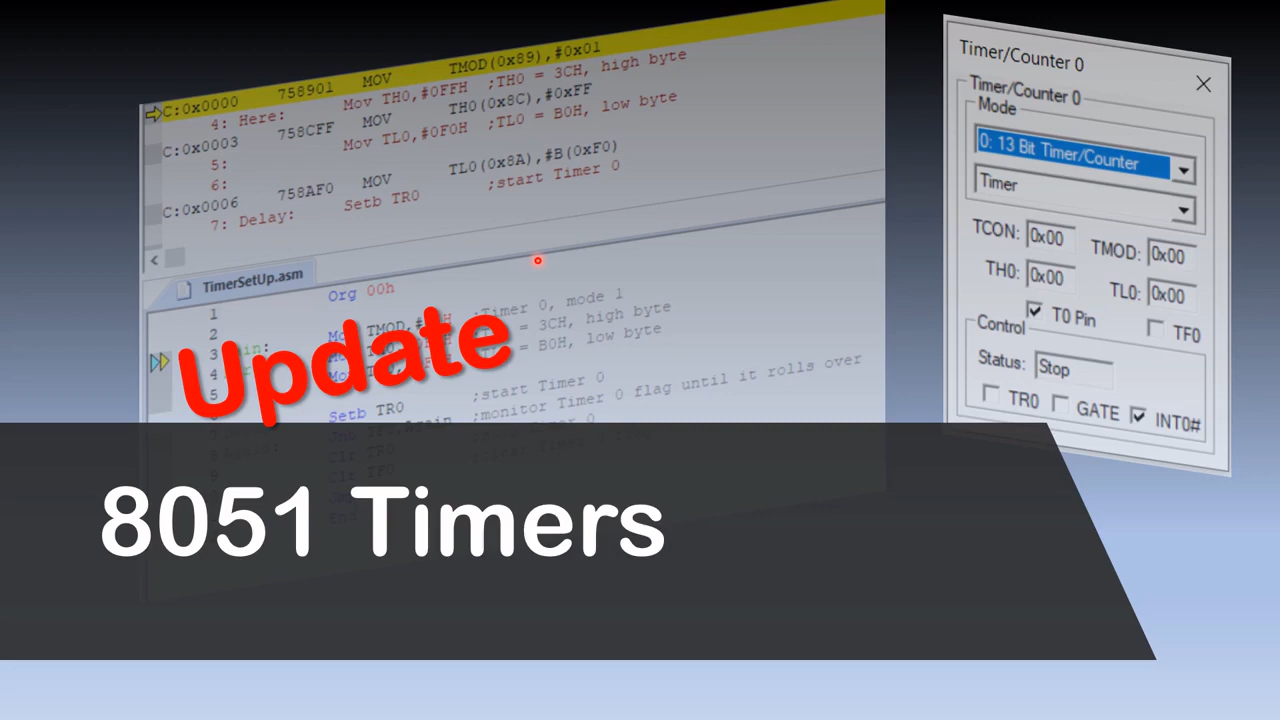 C:0x0000 758901 MOV TMOD(0x89),#0x01
4: Here: Mov TH0,#0FFH ;TH0 = 3CH, high byte
C:0x0003 758CFF MOV TH0(0x8C),#0xFF
5: Mov TL0,#0F0H ;TL0 = B0H, low byte
6:
C:0x0006 758AF0 MOV TL0(0x8A),#B(0xF0)
7: Delay: Setb TR0 ;start Timer 0
TimerSetUp.asm
1 Org 00h
2
3 TMOD, ;Timer 0, mode 1
4 = 3CH, high byte
5 = B0H, low byte
Setb TR0 ;start Timer 0
;monitor Timer 0 flag until it rolls over
Update
8051 Timers
Timer/Counter 0
Timer/Counter 0
Mode
0: 13 Bit Timer/Counter
Timer
TCON: 0x00 TMOD: 0x00
TH0: 0x00 TL0: 0x00
T0 Pin TF0
Control
Status: Stop
TR0 GATE INT0#